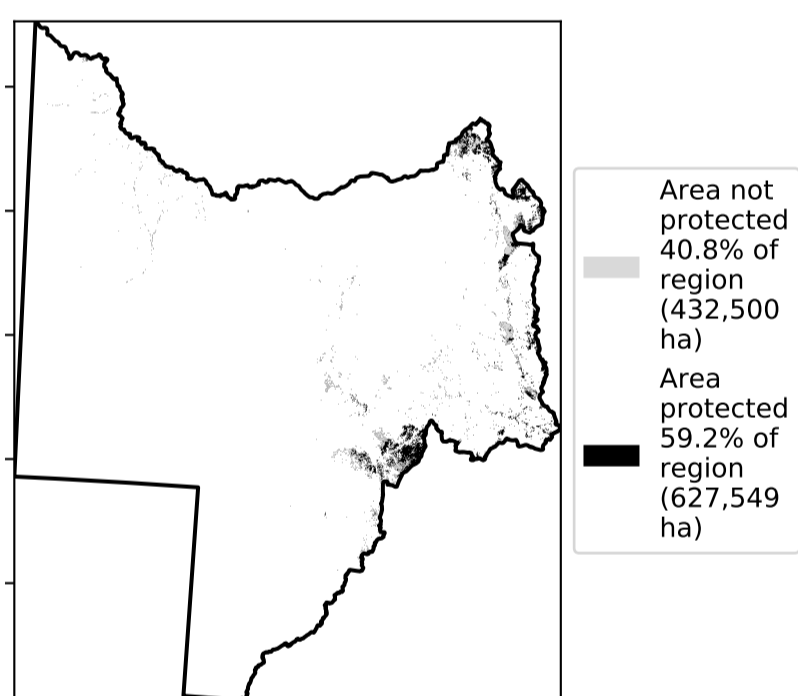 Area not
protected
40.8% of
region
(432,500
ha)
Area
protected
59.2% of
region
(627,549
ha)